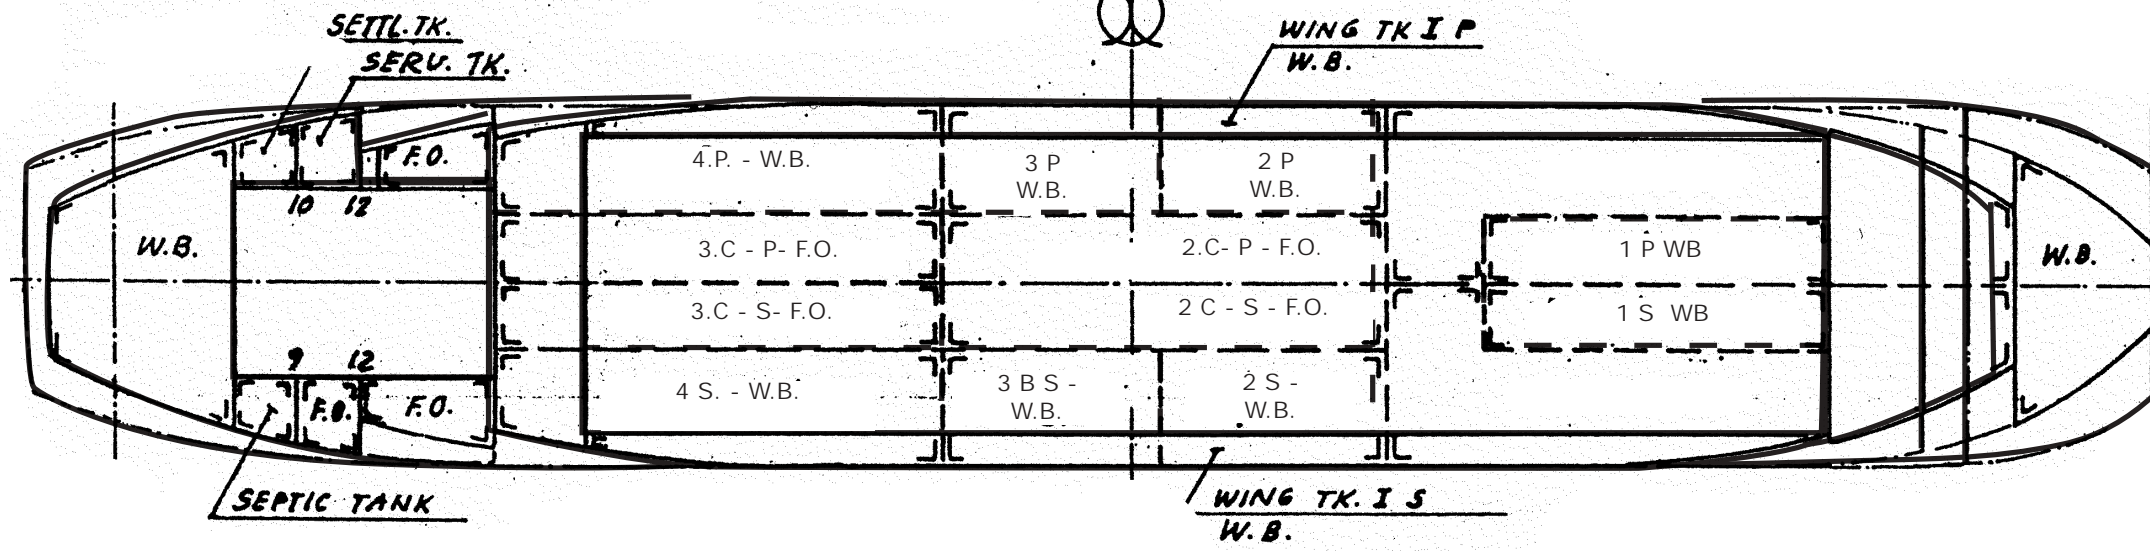 SETTL. TK.
SERV. TK.
WING TK I P
W.B.
F.O.
4.P. - W.B.
3 P
W.B.
2 P
W.B.
10 12
W.B.
3.C - P- F.O.
2.C- P - F.O.
1 P WB
W.B.
3.C - S- F.O.
2 C - S - F.O.
1 S WB
9 12
F.O.
F.O.
4 S. - W.B.
3 B S -
W.B.
2 S -
W.B.
SEPTIC TANK
WING TK. I S
W.B.